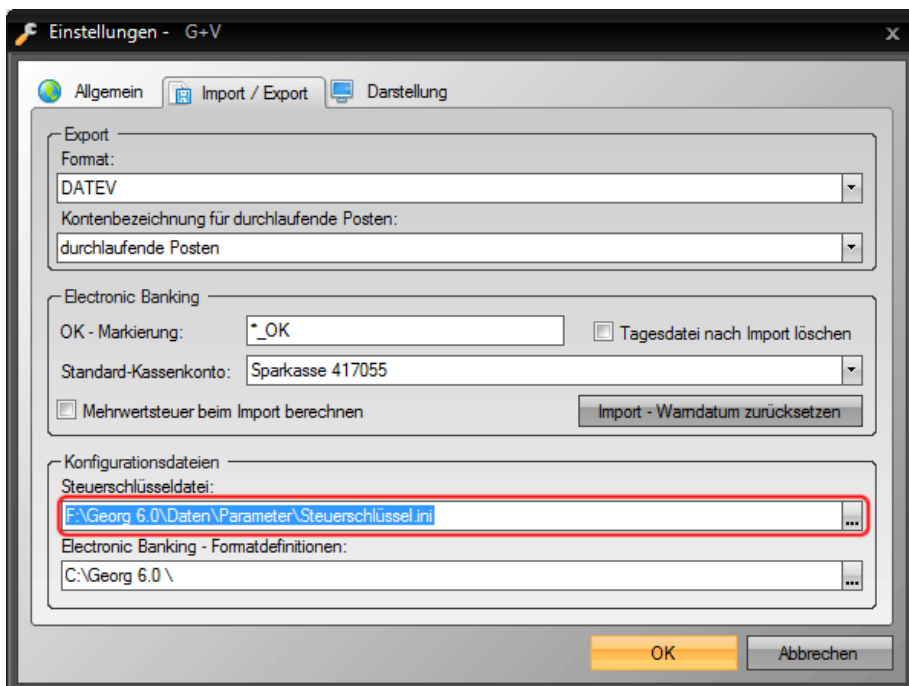 Einstellungen - G+V
x
Allgemein Import / Export Darstellung
Export
Format:
DATEV
Kontenbezeichnung für durchlaufende Posten:
durchlaufende Posten
Electronic Banking
OK - Markierung: *_OK Tagesdatei nach Import löschen
Standard-Kassenkonto: Sparkasse 417055
Mehrwertsteuer beim Import berechnen Import - Warndatum zurücksetzen
Konfigurationsdateien
Steuerschlüsseldatei:
F:\Georg 6.0\Daten\Parameter\Steuerschlüssel.ini ...
Electronic Banking - Formatdefinitionen:
C:\Georg 6.0 \ ...
OK Abbrechen